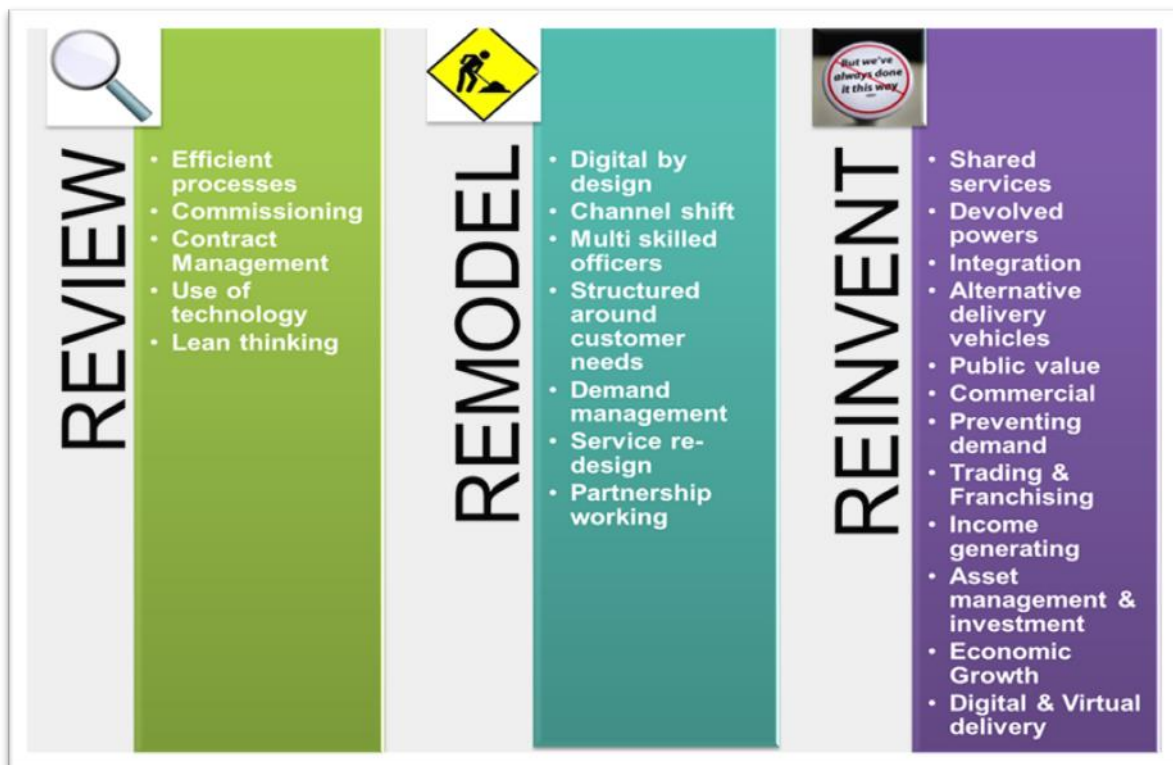 REVIEW
• Efficient
processes
• Commissioning
• Contract
Management
• Use of
technology
• Lean thinking
REMODEL
• Digital by
design
• Channel shift
• Multi skilled
officers
• Structured
around
customer
needs
• Demand
management
• Service re-
design
• Partnership
working
But we've
always done
it this way
REINVENT
• Shared
services
• Devolved
powers
• Integration
• Alternative
delivery
vehicles
• Public value
• Commercial
• Preventing
demand
• Trading &
Franchising
• Income
generating
• Asset
management &
investment
• Economic
Growth
• Digital & Virtual
delivery